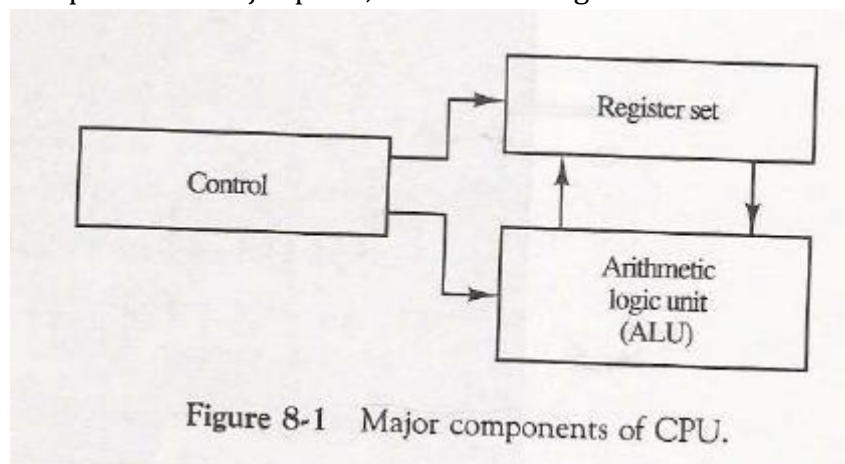 Register set
Control
Arithmetic
logic unit
(ALU)
Figure 8-1 Major components of CPU.